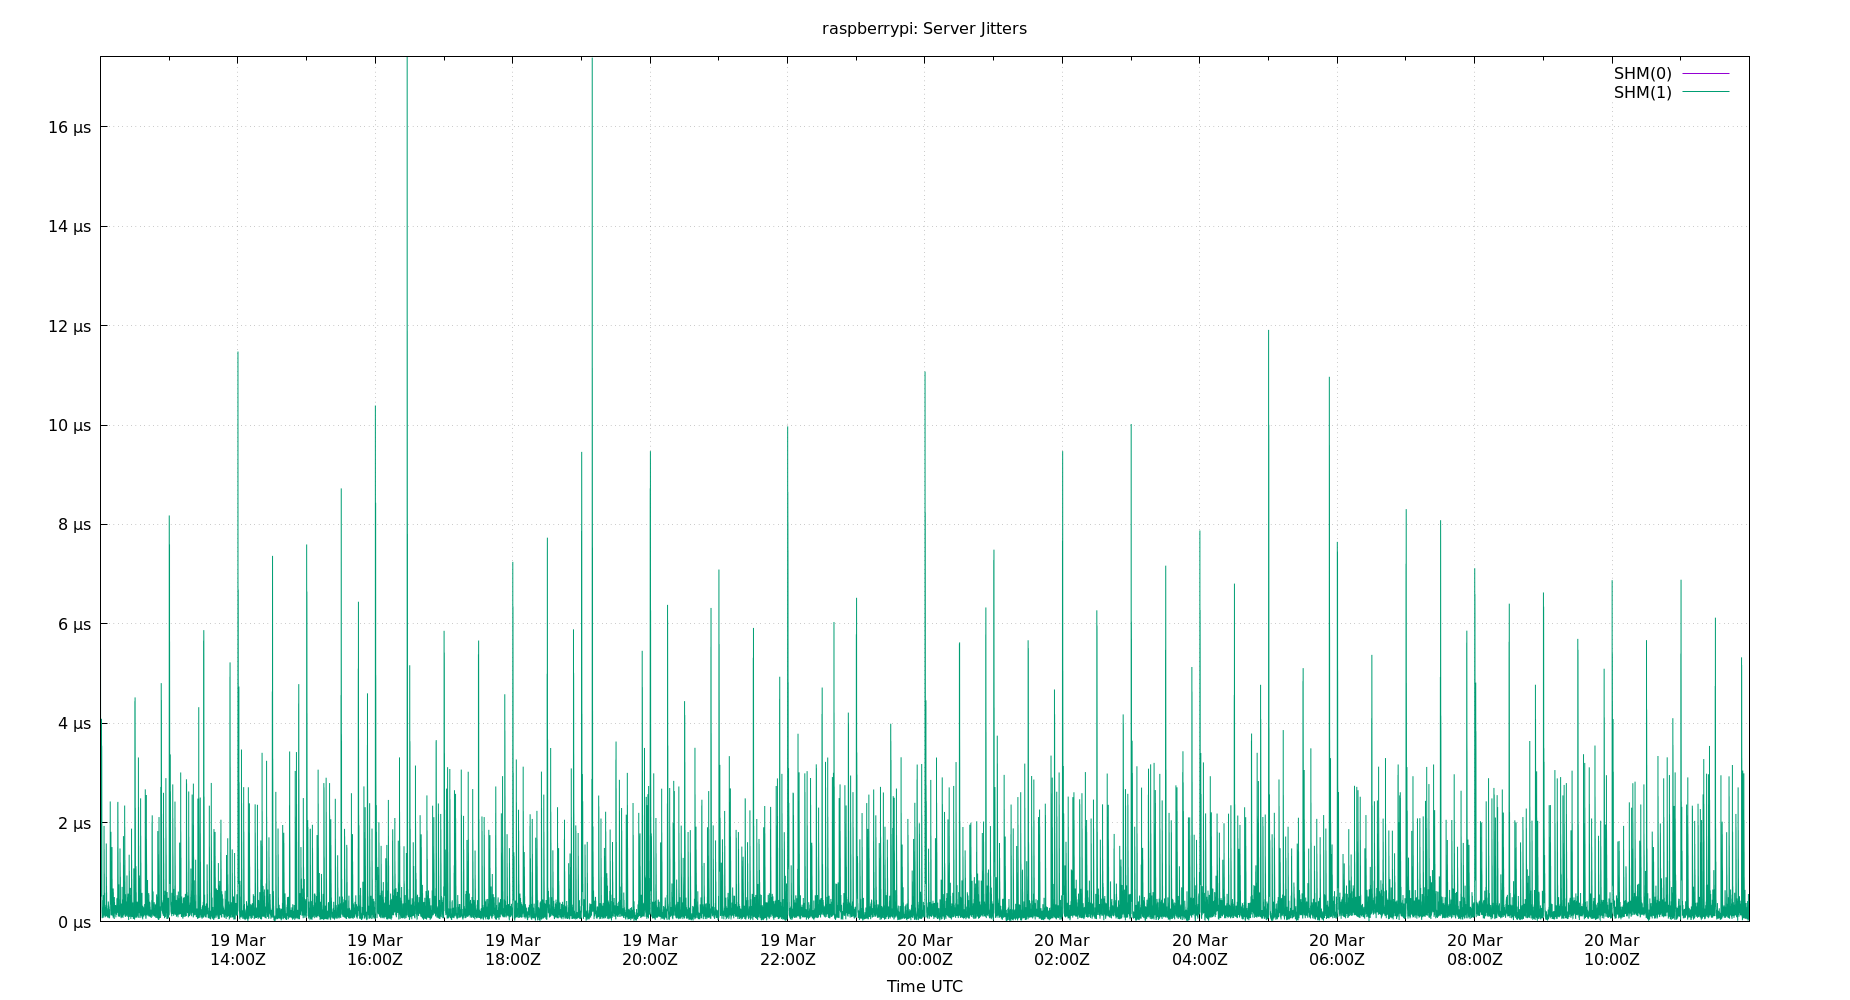 raspberrypi: Server Jitters
SHM(0)
SHM(1)
16 µs
14 µs
12 µs
10 µs
8 µs
6 µs
4 µs
2 µs
0 µs
19 Mar
14:00Z
19 Mar
16:00Z
19 Mar
18:00Z
19 Mar
20:00Z
19 Mar
22:00Z
20 Mar
00:00Z
20 Mar
02:00Z
20 Mar
04:00Z
20 Mar
06:00Z
20 Mar
08:00Z
20 Mar
10:00Z
Time UTC